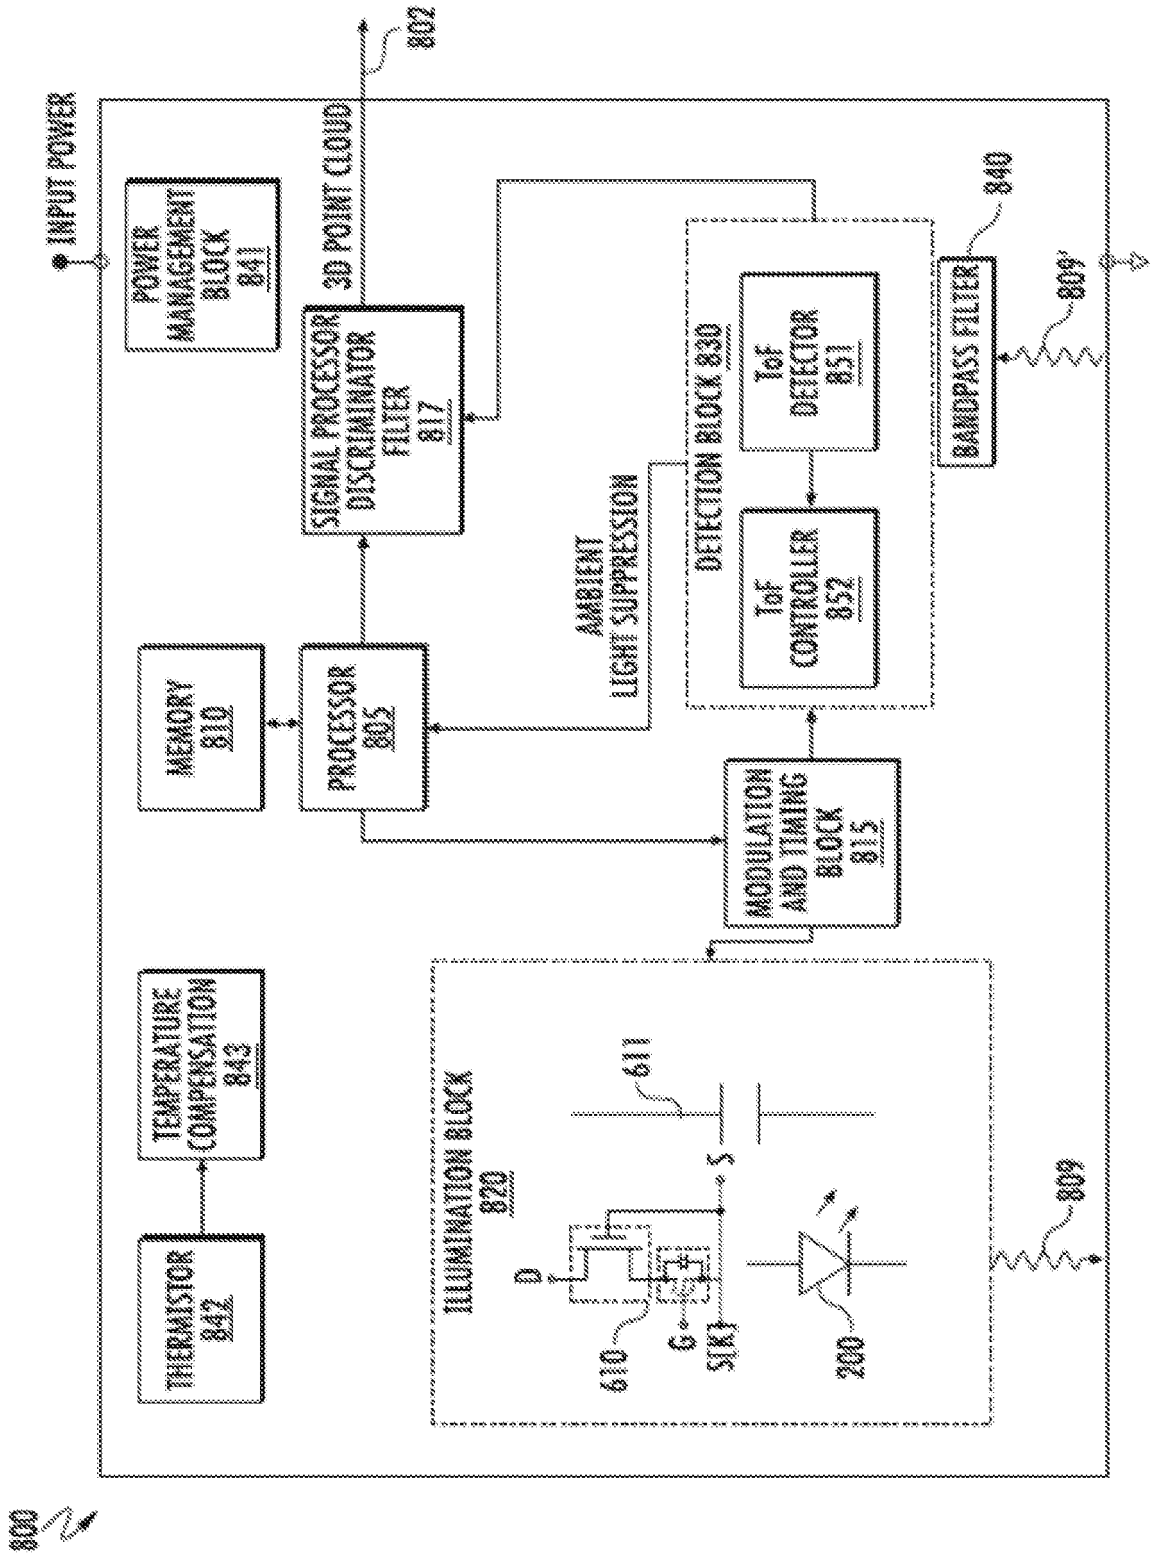 800
INPUT POWER
THERMISTOR
842
TEMPERATURE
COMPENSATION
843
MEMORY
810
POWER
MANAGEMENT
BLOCK
841
PROCESSOR
805
SIGNAL PROCESSOR
DISCRIMINATOR
FILTER
817
3D POINT CLOUD
802
ILLUMINATION BLOCK
820
D
610
G
S[K]
S
611
200
809
MODULATION
AND TIMING
BLOCK
815
AMBIENT
LIGHT SUPPRESSION
DETECTION BLOCK 830
ToF
CONTROLLER
852
ToF
DETECTOR
851
BANDPASS FILTER
840
809'